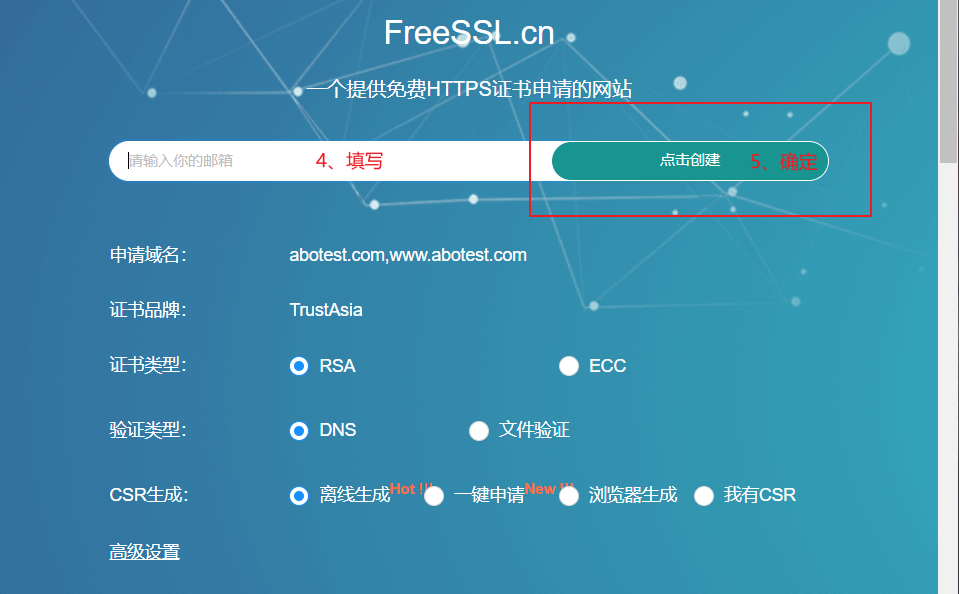 FreeSSL.cn
一个提供免费HTTPS证书申请的网站
请输入你的邮箱 4、填写 点击创建 5、确定
申请域名： abotest.com,www.abotest.com
证书品牌： TrustAsia
证书类型： RSA ECC
验证类型： DNS 文件验证
CSR生成： 离线生成 Hot !!! 一键申请 New !!! 浏览器生成 我有CSR
高级设置